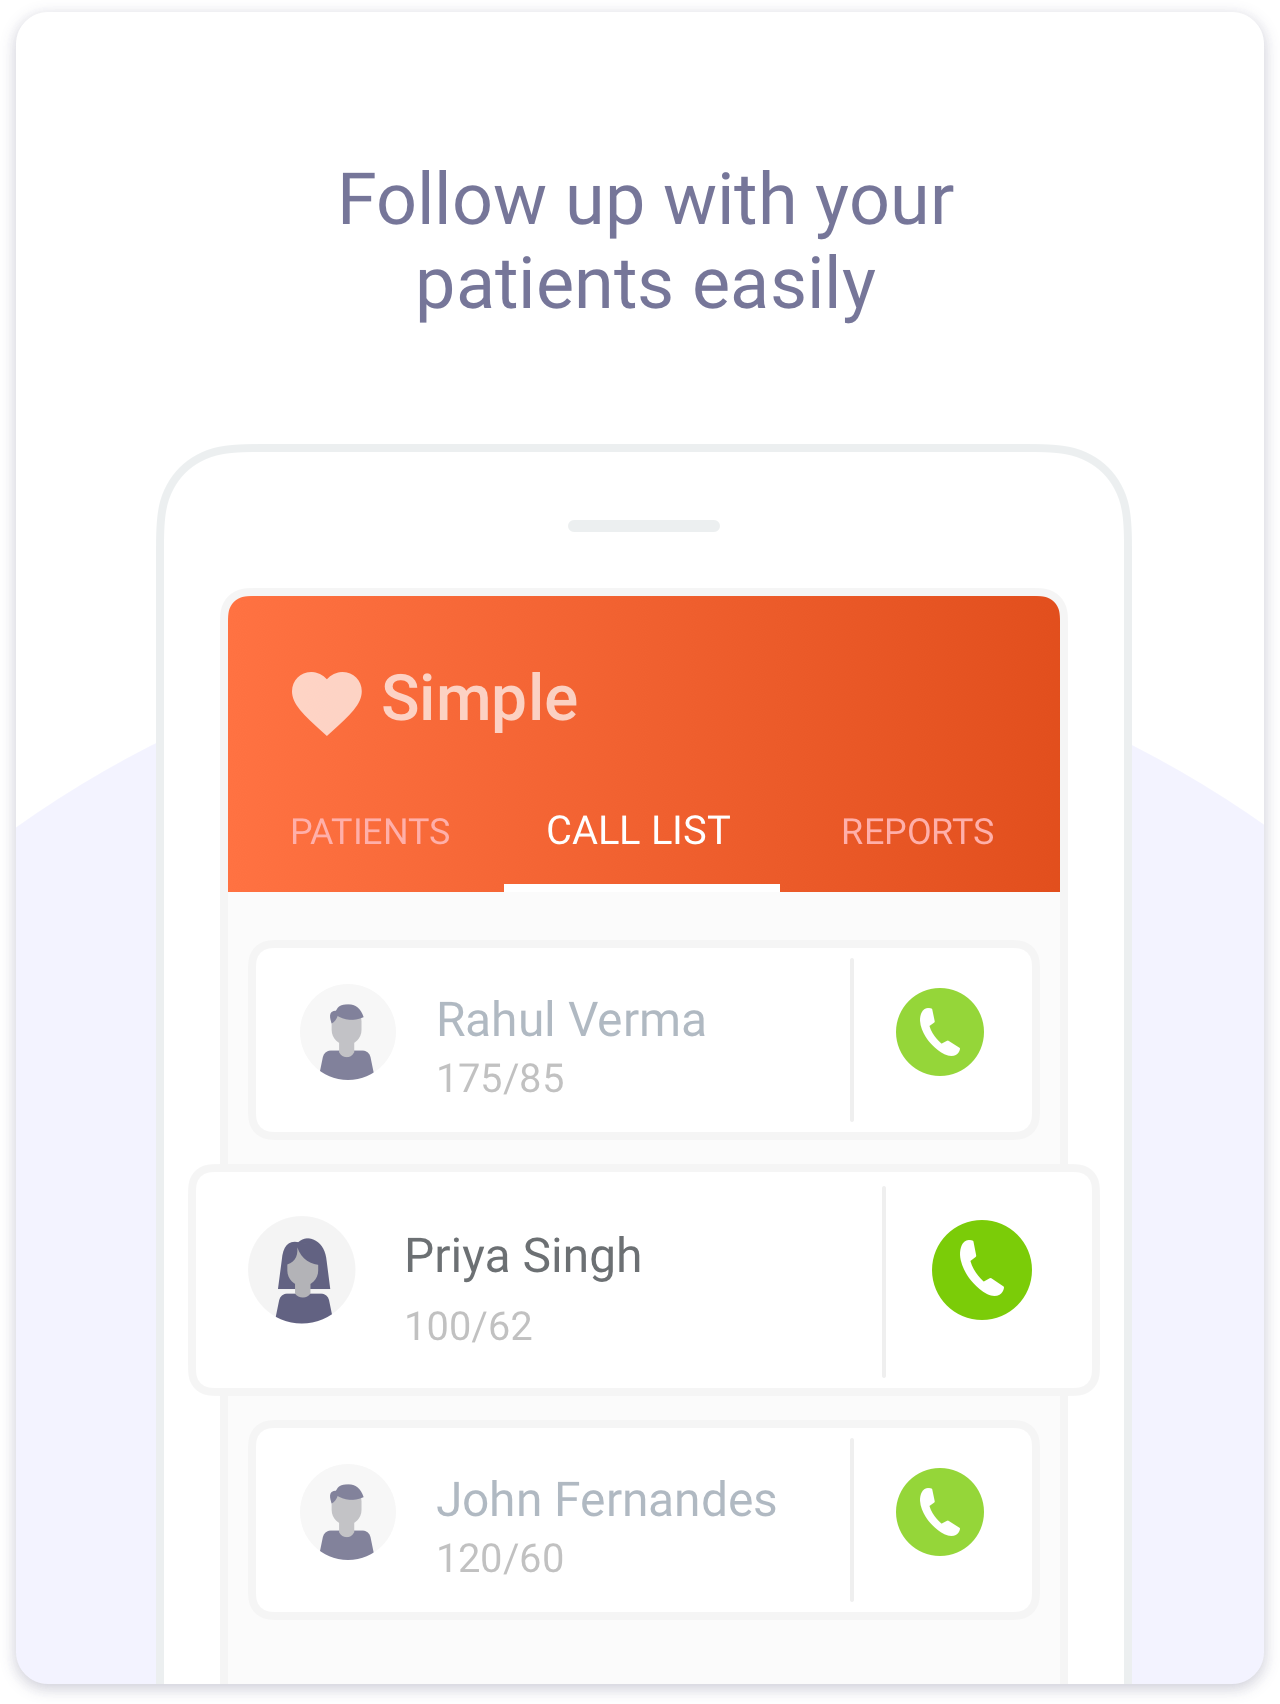 Follow up with your
patients easily
Simple
PATIENTS CALL LIST REPORTS
Rahul Verma
175/85
Priya Singh
100/62
John Fernandes
120/60